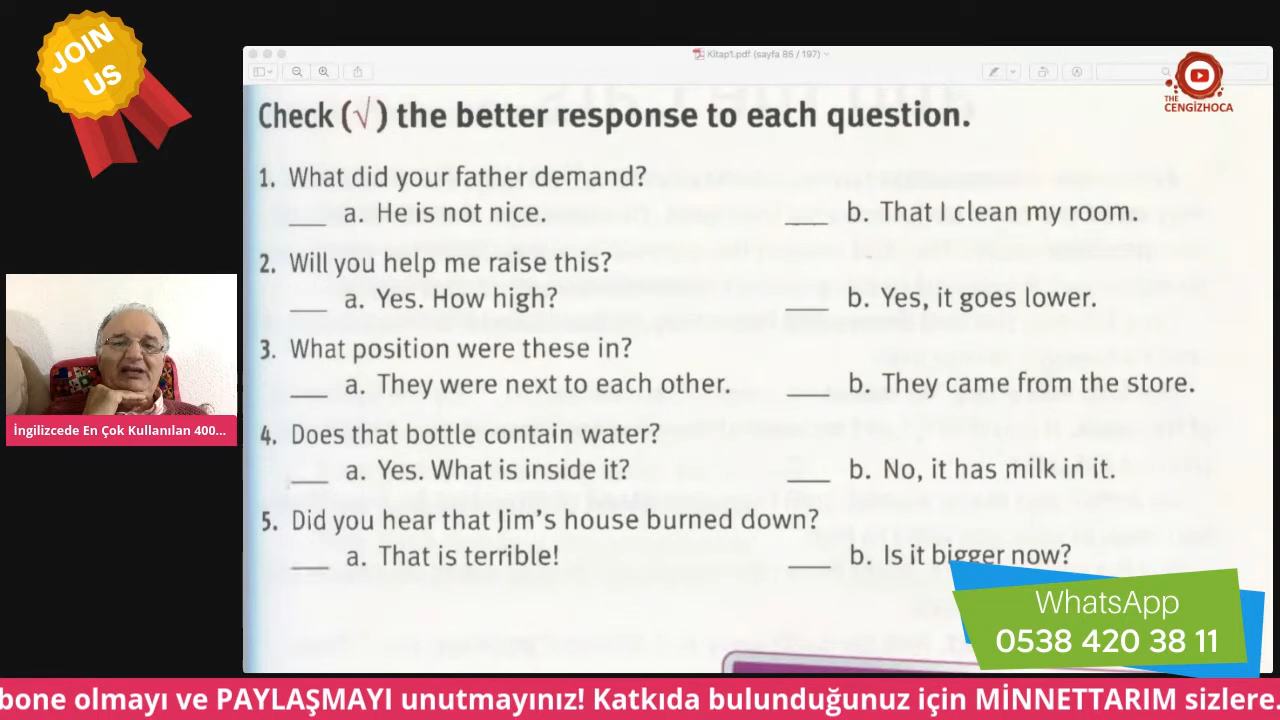 JOIN
US
Kitap1.pdf (sayfa 86 / 197)
THE
CENGİZHOCA
Check (√) the better response to each question.
1. What did your father demand?
___ a. He is not nice. ___ b. That I clean my room.
2. Will you help me raise this?
___ a. Yes. How high? ___ b. Yes, it goes lower.
3. What position were these in?
___ a. They were next to each other. ___ b. They came from the store.
4. Does that bottle contain water?
___ a. Yes. What is inside it? ___ b. No, it has milk in it.
5. Did you hear that Jim's house burned down?
___ a. That is terrible! ___ b. Is it bigger now?
İngilizcede En Çok Kullanılan 400...
WhatsApp
0538 420 38 11
bone olmayı ve PAYLAŞMAYI unutmayınız! Katkıda bulunduğunuz için MİNNETTARIM sizlere.